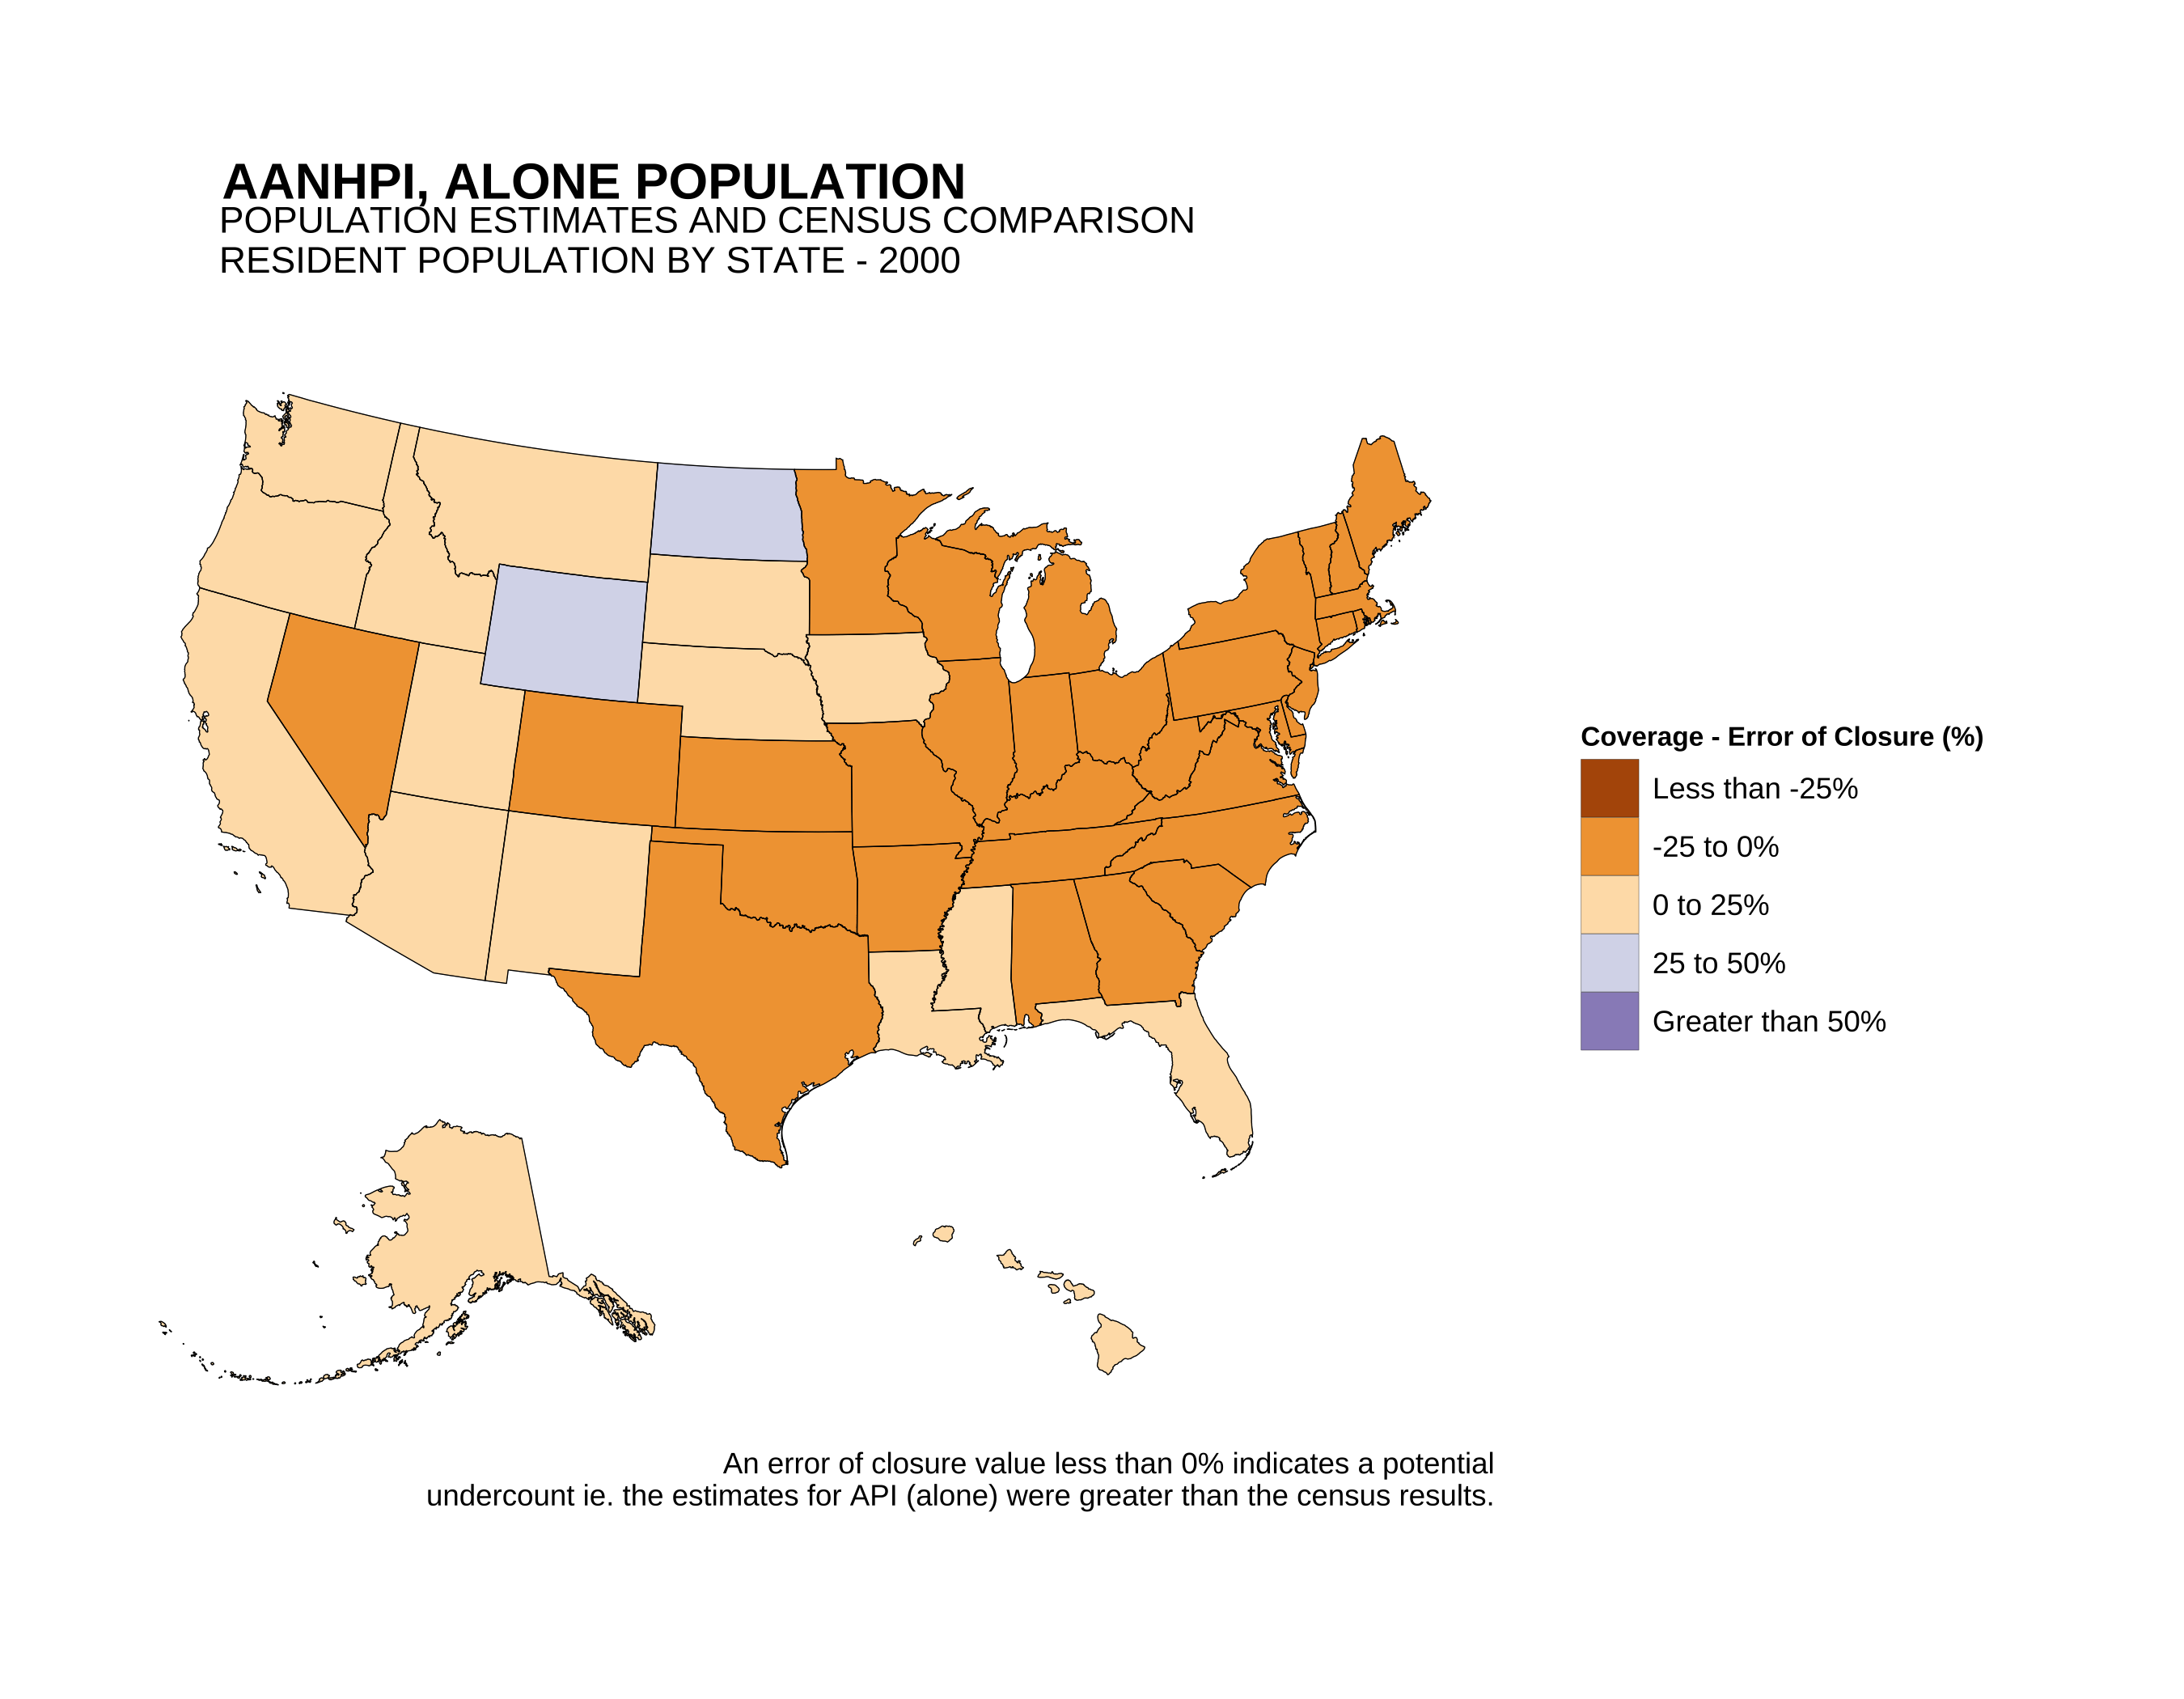 AANHPI, ALONE POPULATION
POPULATION ESTIMATES AND CENSUS COMPARISON
RESIDENT POPULATION BY STATE - 2000
Coverage - Error of Closure (%)
Less than -25%
-25 to 0%
0 to 25%
25 to 50%
Greater than 50%
An error of closure value less than 0% indicates a potential
undercount ie. the estimates for API (alone) were greater than the census results.